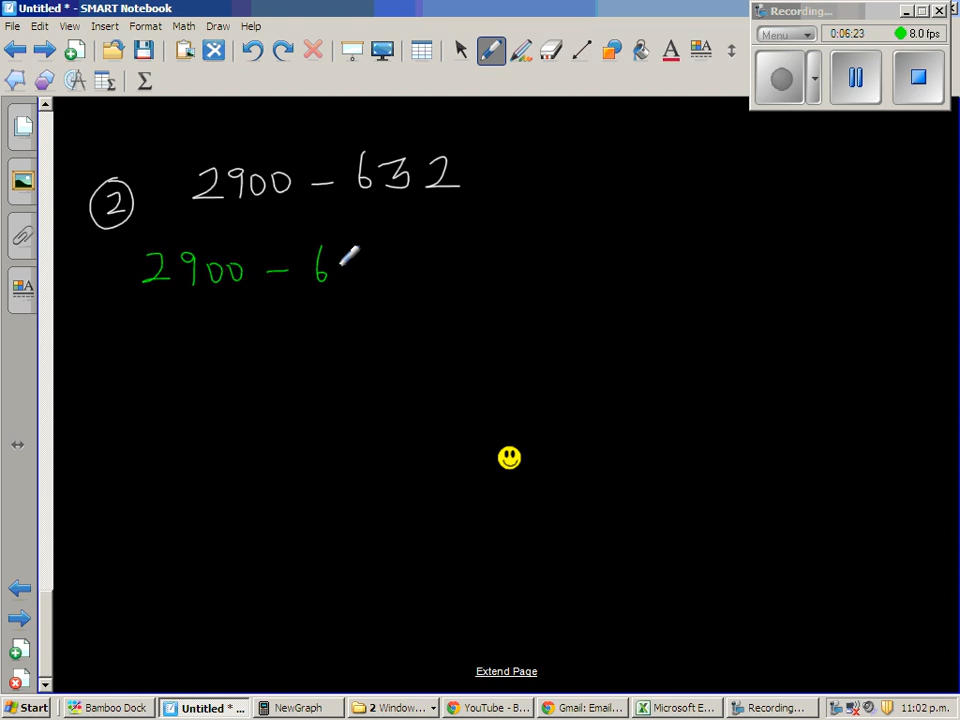 Untitled * - SMART Notebook
File Edit View Insert Format Math Draw Help
Recording...
Menu 0:06:23 8.0 fps
② 2900 - 632
2900 - 6
Extend Page
Start Bamboo Dock Untitled * ... NewGraph 2 Window... YouTube - B... Gmail: Email... Microsoft E... Recording... 11:02 p.m.